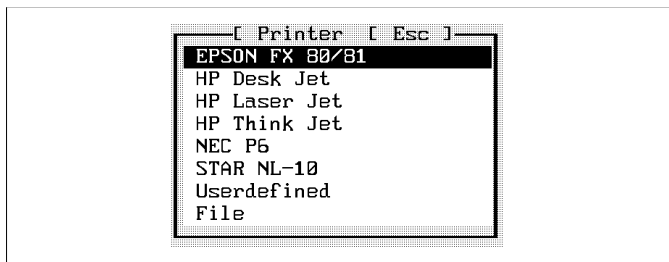 [ Printer [ Esc ]
EPSON FX 80/81
HP Desk Jet
HP Laser Jet
HP Think Jet
NEC P6
STAR NL-10
Userdefined
File